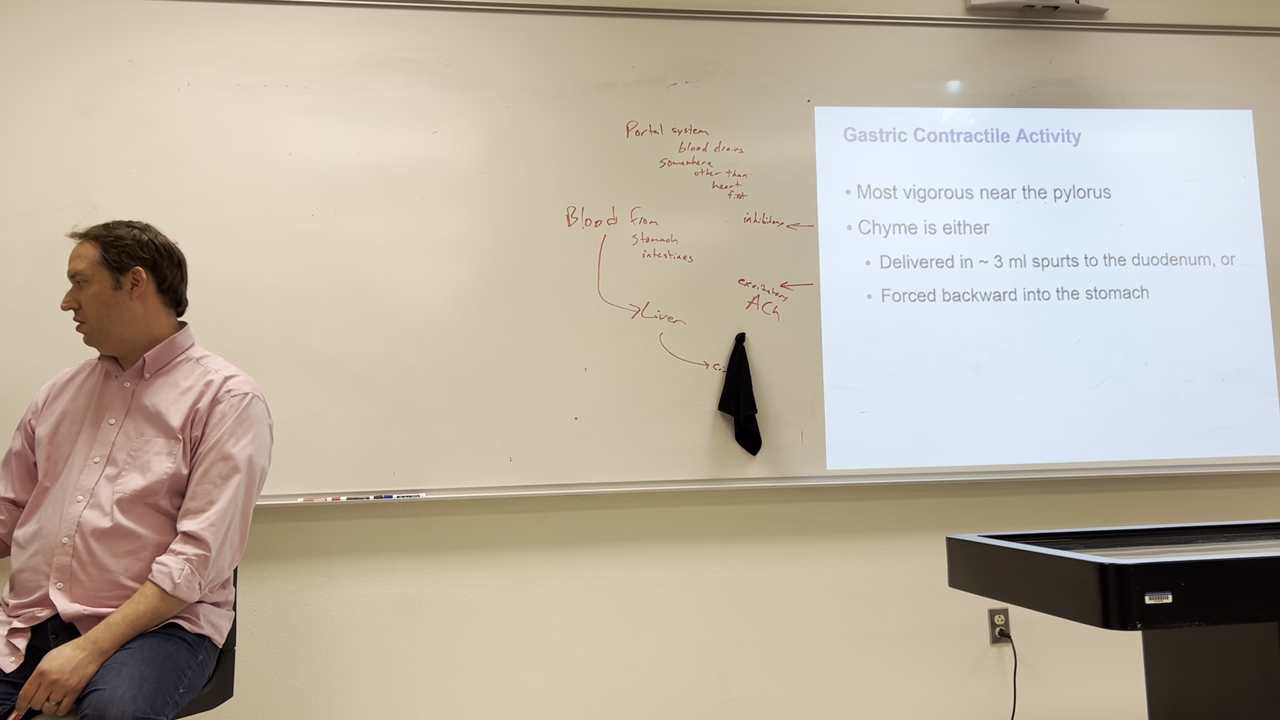 Portal system
blood drains
somewhere
other than
heart
first
Blood from
stomach
intestines
Liver
inhibitory
excitatory
ACh
Gastric Contractile Activity
• Most vigorous near the pylorus
• Chyme is either
• Delivered in ~ 3 ml spurts to the duodenum, or
• Forced backward into the stomach